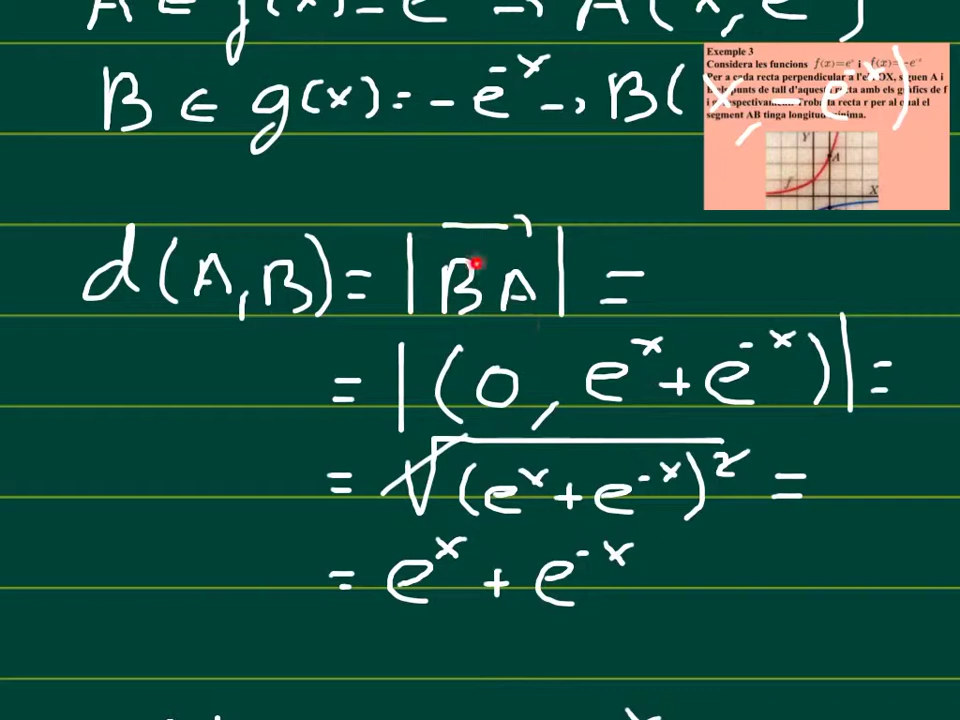 B ∈ g(x) = -e^{-x} → B(x, -e^{-x})
Exemple 3
Considera les funcions f(x)=e^x i f(x)=-e^{-x}
Per a cada recta perpendicular a l'eix OX, siguen A i
els punts de tall d'aquesta recta amb els gràfics de f
i respectivament. Troba la recta r per al qual el
segment AB tinga longitud mínima.
Y
A
f
X
d(A,B) = |\overrightarrow{BA}| =
= |(0, e^x + e^{-x})| =
= √(e^x + e^{-x})^2 =
= e^x + e^{-x}